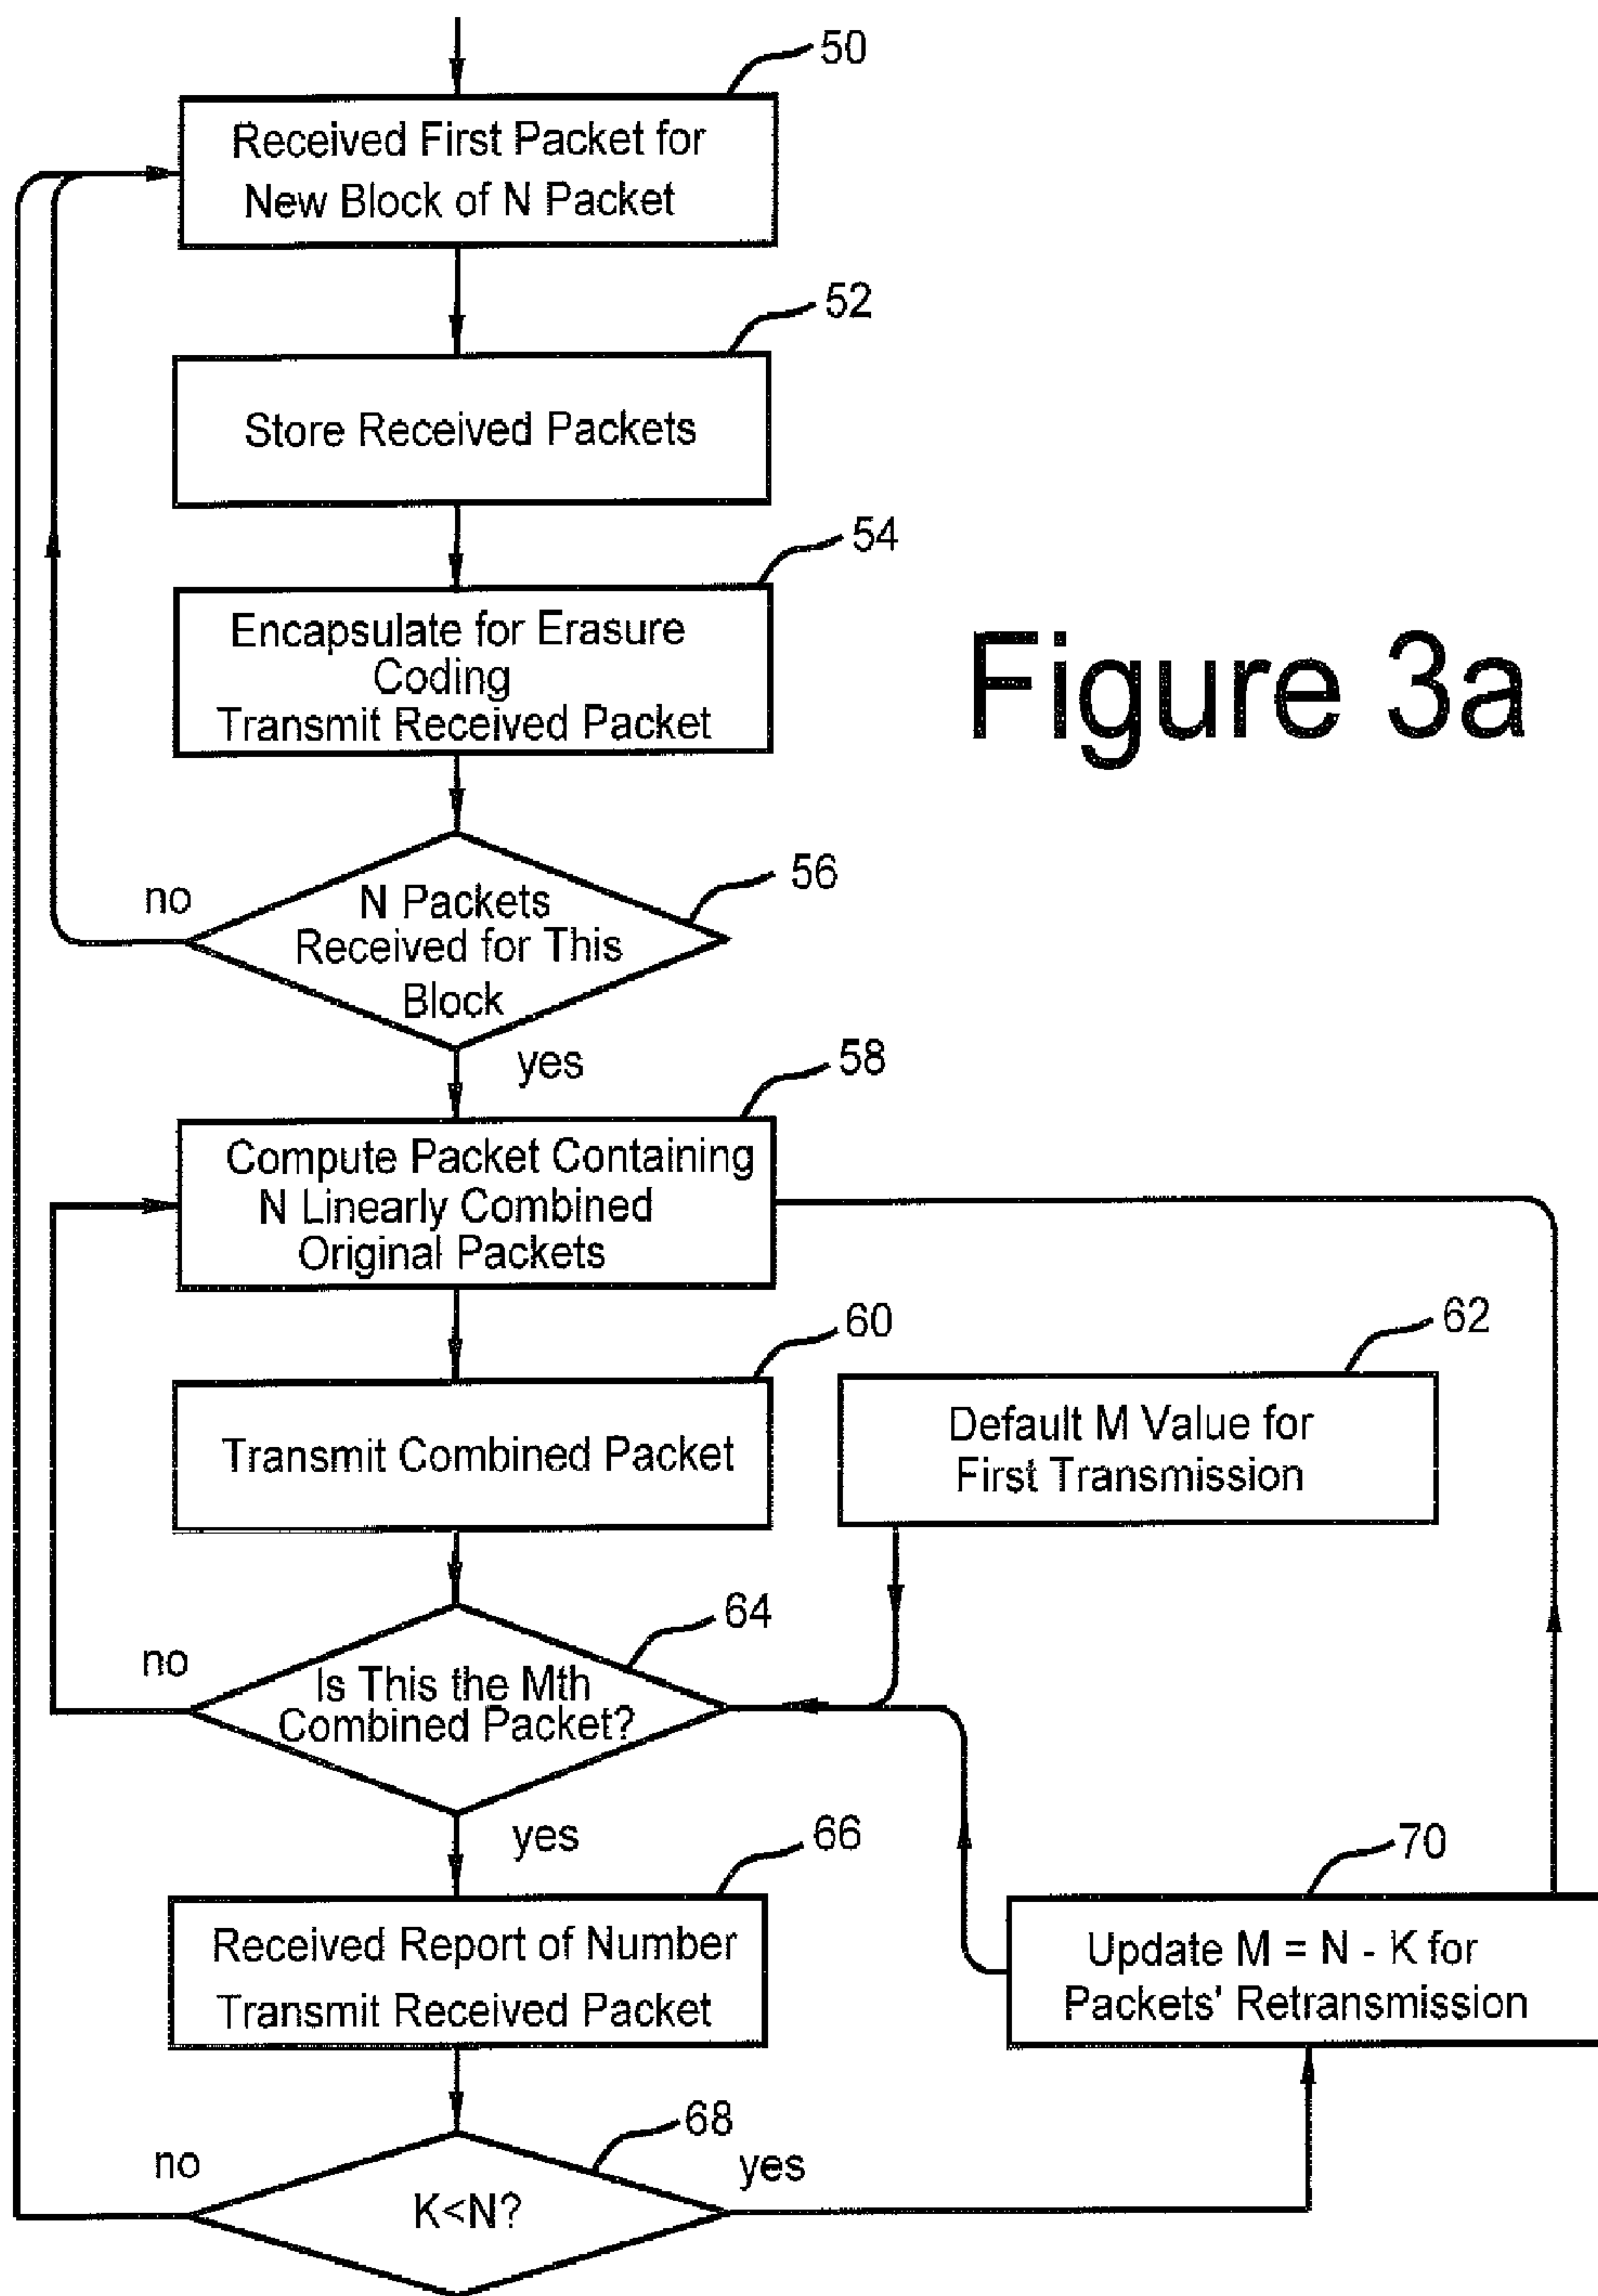 50
Received First Packet for
New Block of N Packet
52
Store Received Packets
54
Encapsulate for Erasure
Coding
Transmit Received Packet
Figure 3a
56
no
N Packets
Received for This
Block
yes
58
Compute Packet Containing
N Linearly Combined
Original Packets
60
62
Transmit Combined Packet
Default M Value for
First Transmission
64
no
Is This the Mth
Combined Packet?
yes
66
70
Received Report of Number
Transmit Received Packet
Update M = N - K for
Packets' Retransmission
68
no
yes
K<N?